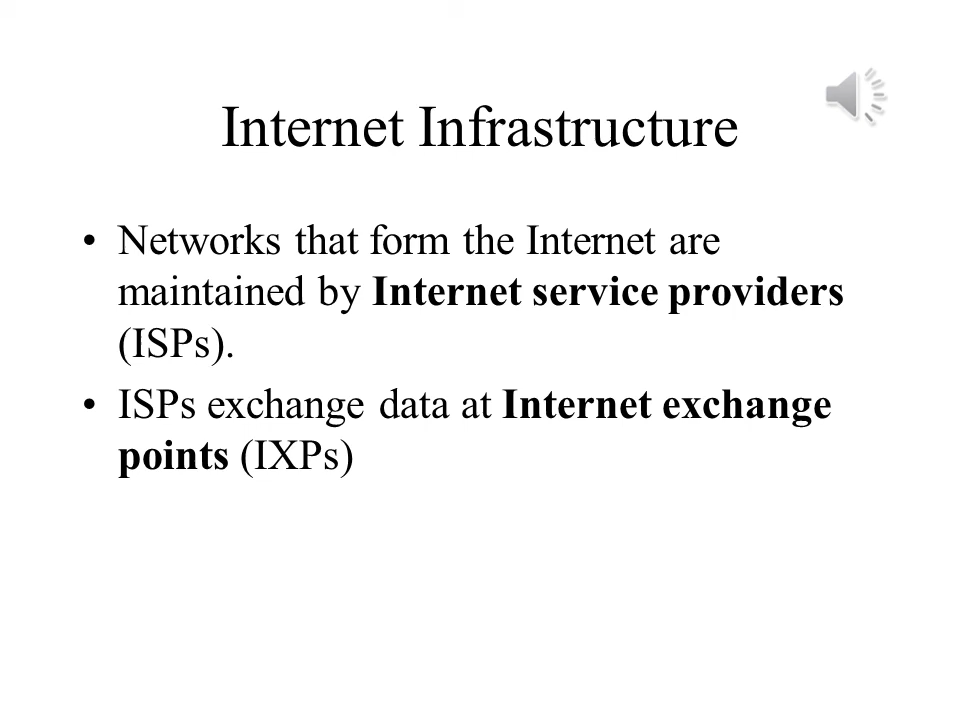 Internet Infrastructure
• Networks that form the Internet are
maintained by Internet service providers
(ISPs).
• ISPs exchange data at Internet exchange
points (IXPs)